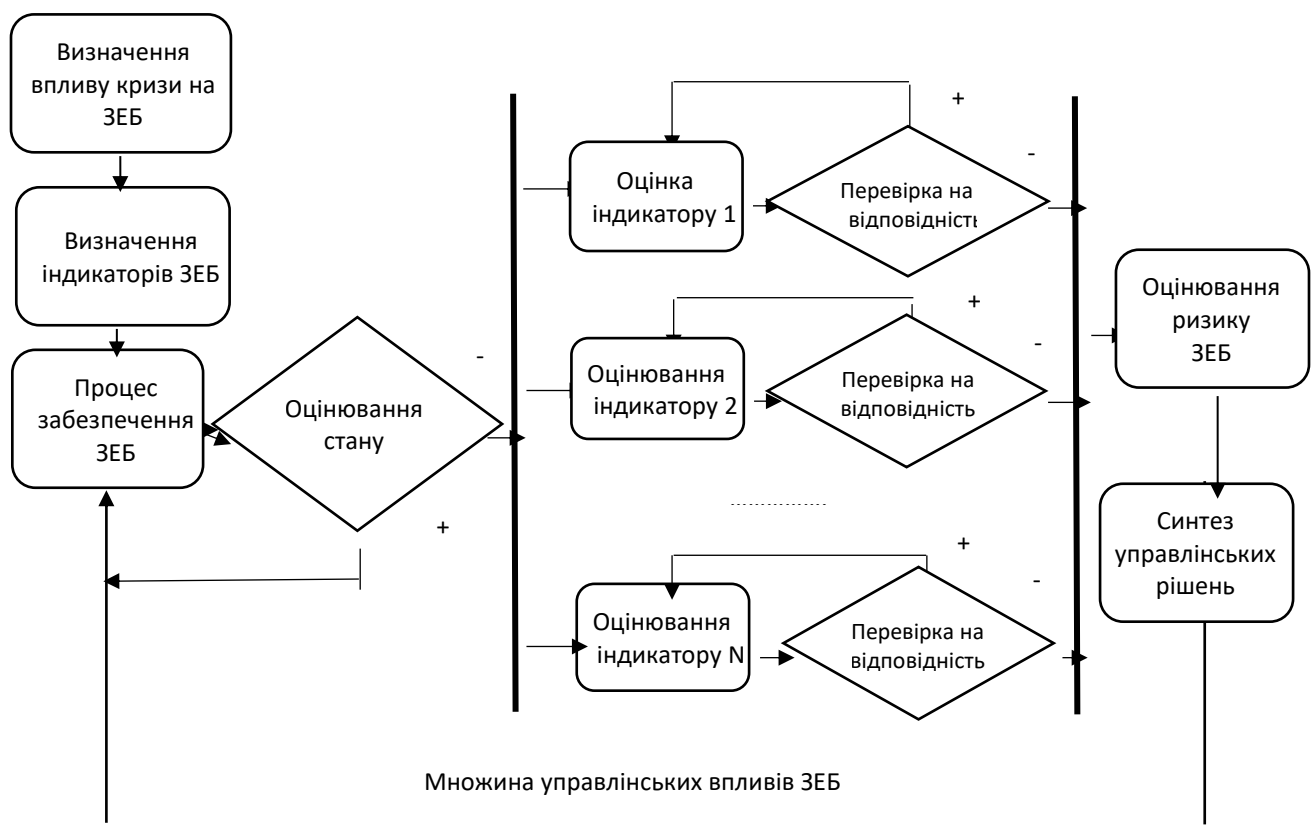 Визначення
впливу кризи на
ЗЕБ
Визначення
індикаторів ЗЕБ
Процес
забезпечення
ЗЕБ
Оцінювання
стану
-
+
Оцінка
індикатору 1
Перевірка на
відповідність
+
-
Оцінювання
індикатору 2
Перевірка на
відповідність
+
-
................
Оцінювання
індикатору N
Перевірка на
відповідність
+
-
Оцінювання
ризику
ЗЕБ
Синтез
управлінських
рішень
Множина управлінських впливів ЗЕБ